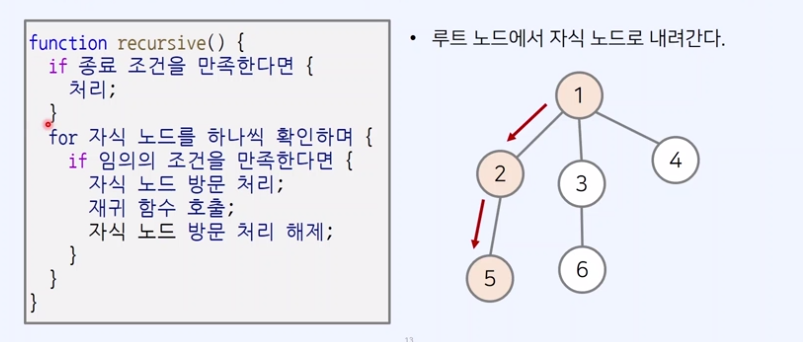 function recursive() {
if 종료 조건을 만족한다면 {
처리;
}
for 자식 노드를 하나씩 확인하며 {
if 임의의 조건을 만족한다면 {
자식 노드 방문 처리;
재귀 함수 호출;
자식 노드 방문 처리 해제;
}
}
}
• 루트 노드에서 자식 노드로 내려간다.
1
2
3
4
5
6
13